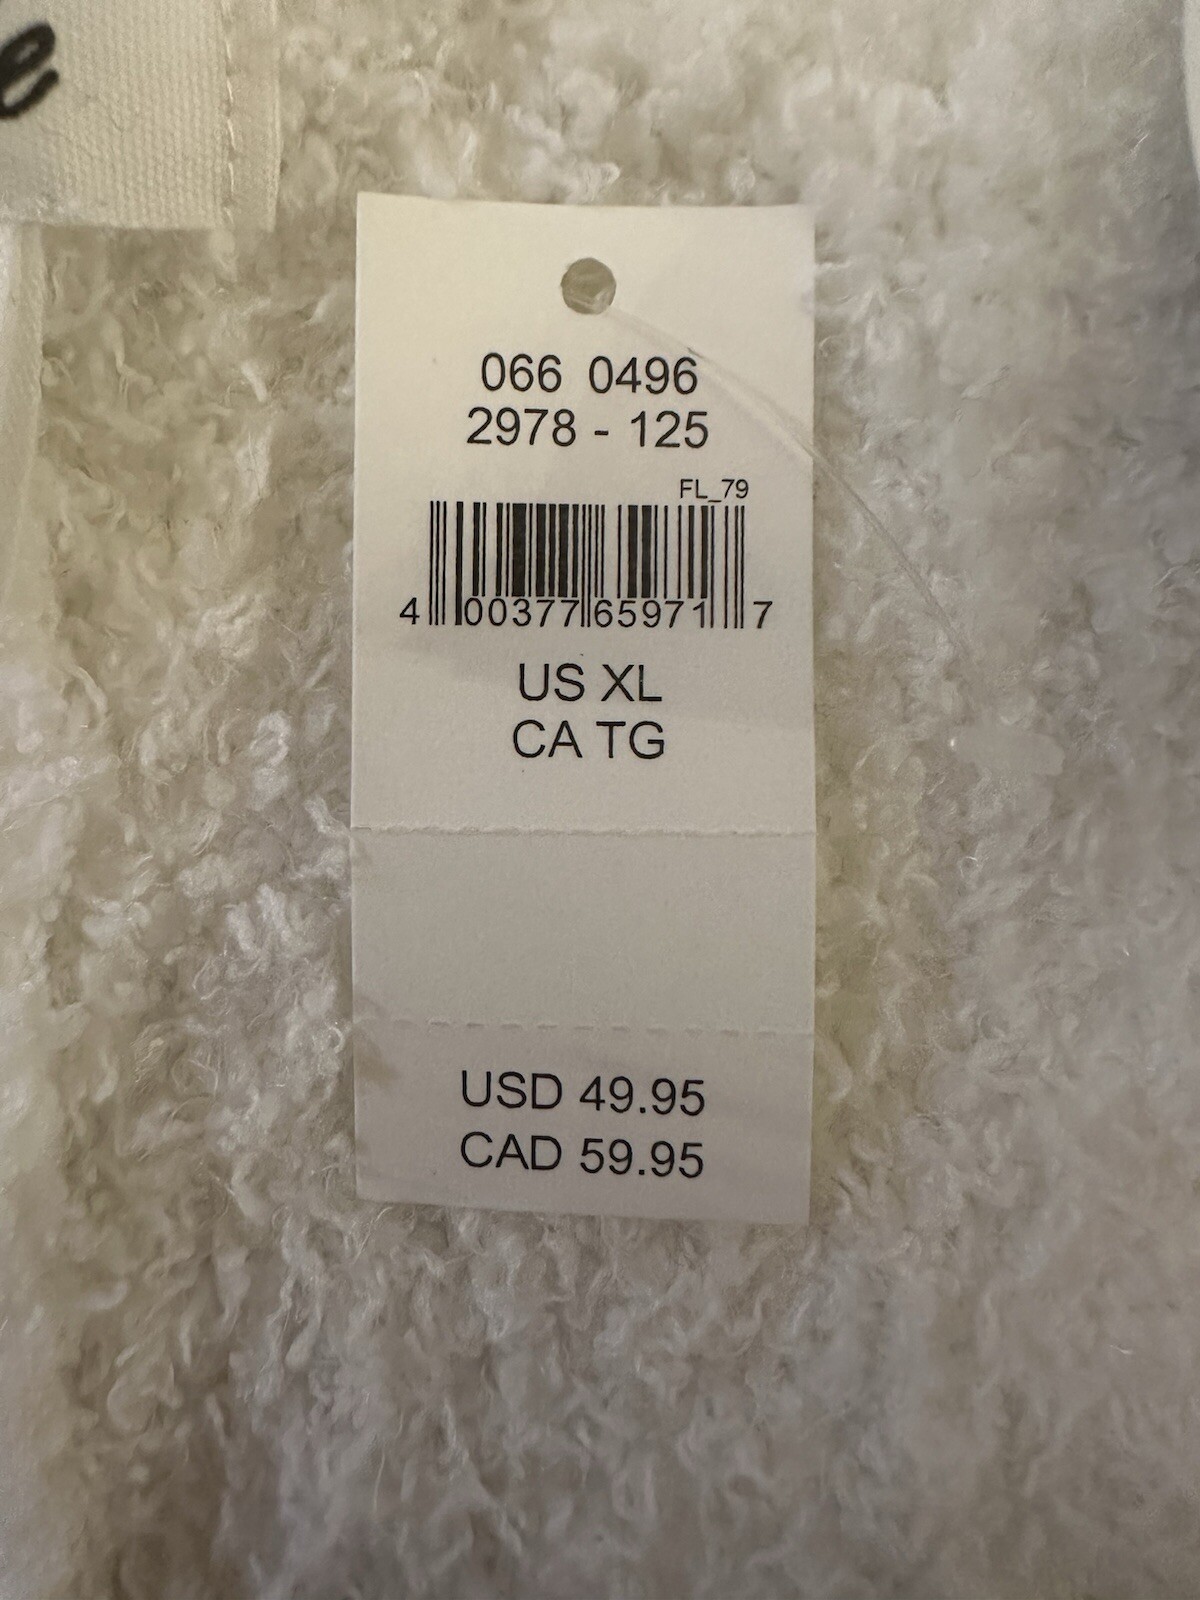 e
066 0496
2978 - 125
FL_79
4 00377 65971 7
US XL
CA TG
USD 49.95
CAD 59.95